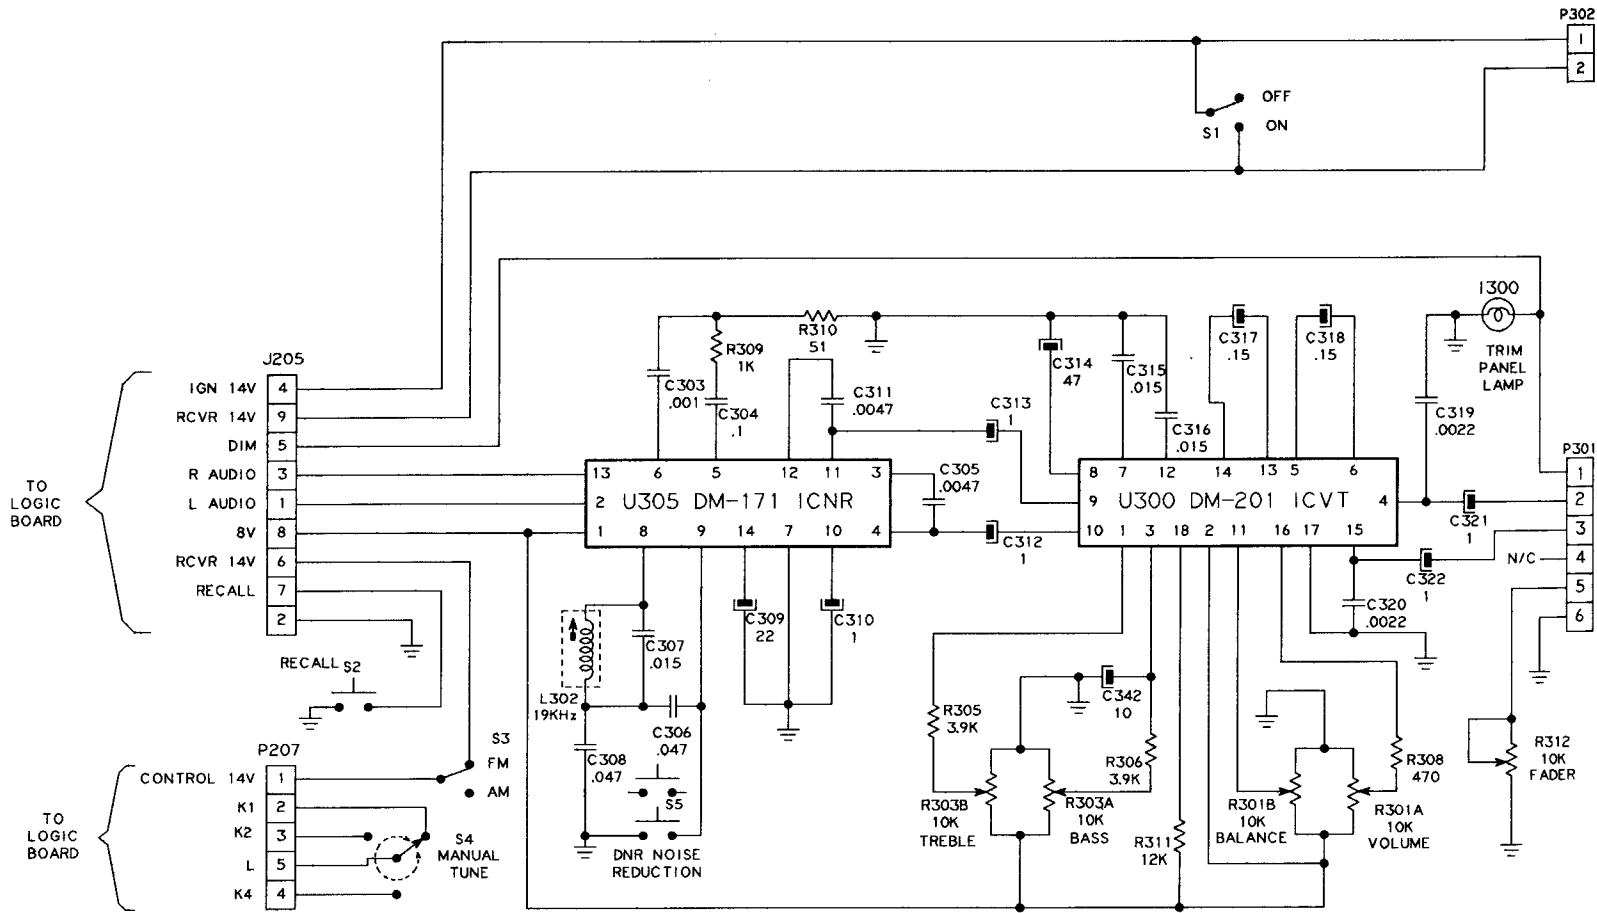 P302
1
2
OFF
ON
S1
I300
TRIM
PANEL
LAMP
J205
TO
LOGIC
BOARD
IGN 14V 4
RCVR 14V 9
DIM 5
R AUDIO 3
L AUDIO 1
8V 8
RCVR 14V 6
RECALL 7
2
R309
1K
R310
51
C303
.001
C304
.1
C311
.0047
C313
1
C314
47
C315
.015
C316
.015
C317
.15
C318
.15
C319
.0022
13 6 5 12 11 3
U305 DM-171 ICNR
2
1 8 9 14 7 10 4
C305
.0047
C312
1
8 7 12 14 13 5 6
9 U300 DM-201 ICVT 4
10 1 3 18 2 11 16 17 15
C321
1
C322
1
P301
1
2
3
N/C 4
5
6
C320
.0022
C309
22
C310
1
C307
.015
L302
19KHz
C306
.047
C308
.047
S5
DNR NOISE
REDUCTION
RECALL S2
C342
10
R305
3.9K
R306
3.9K
R303B
10K
TREBLE
R303A
10K
BASS
R311
12K
R301B
10K
BALANCE
R308
470
R301A
10K
VOLUME
R312
10K
FADER
P207
TO
LOGIC
BOARD
CONTROL 14V 1
K1 2
K2 3
L 5
K4 4
S3
FM
AM
S4
MANUAL
TUNE